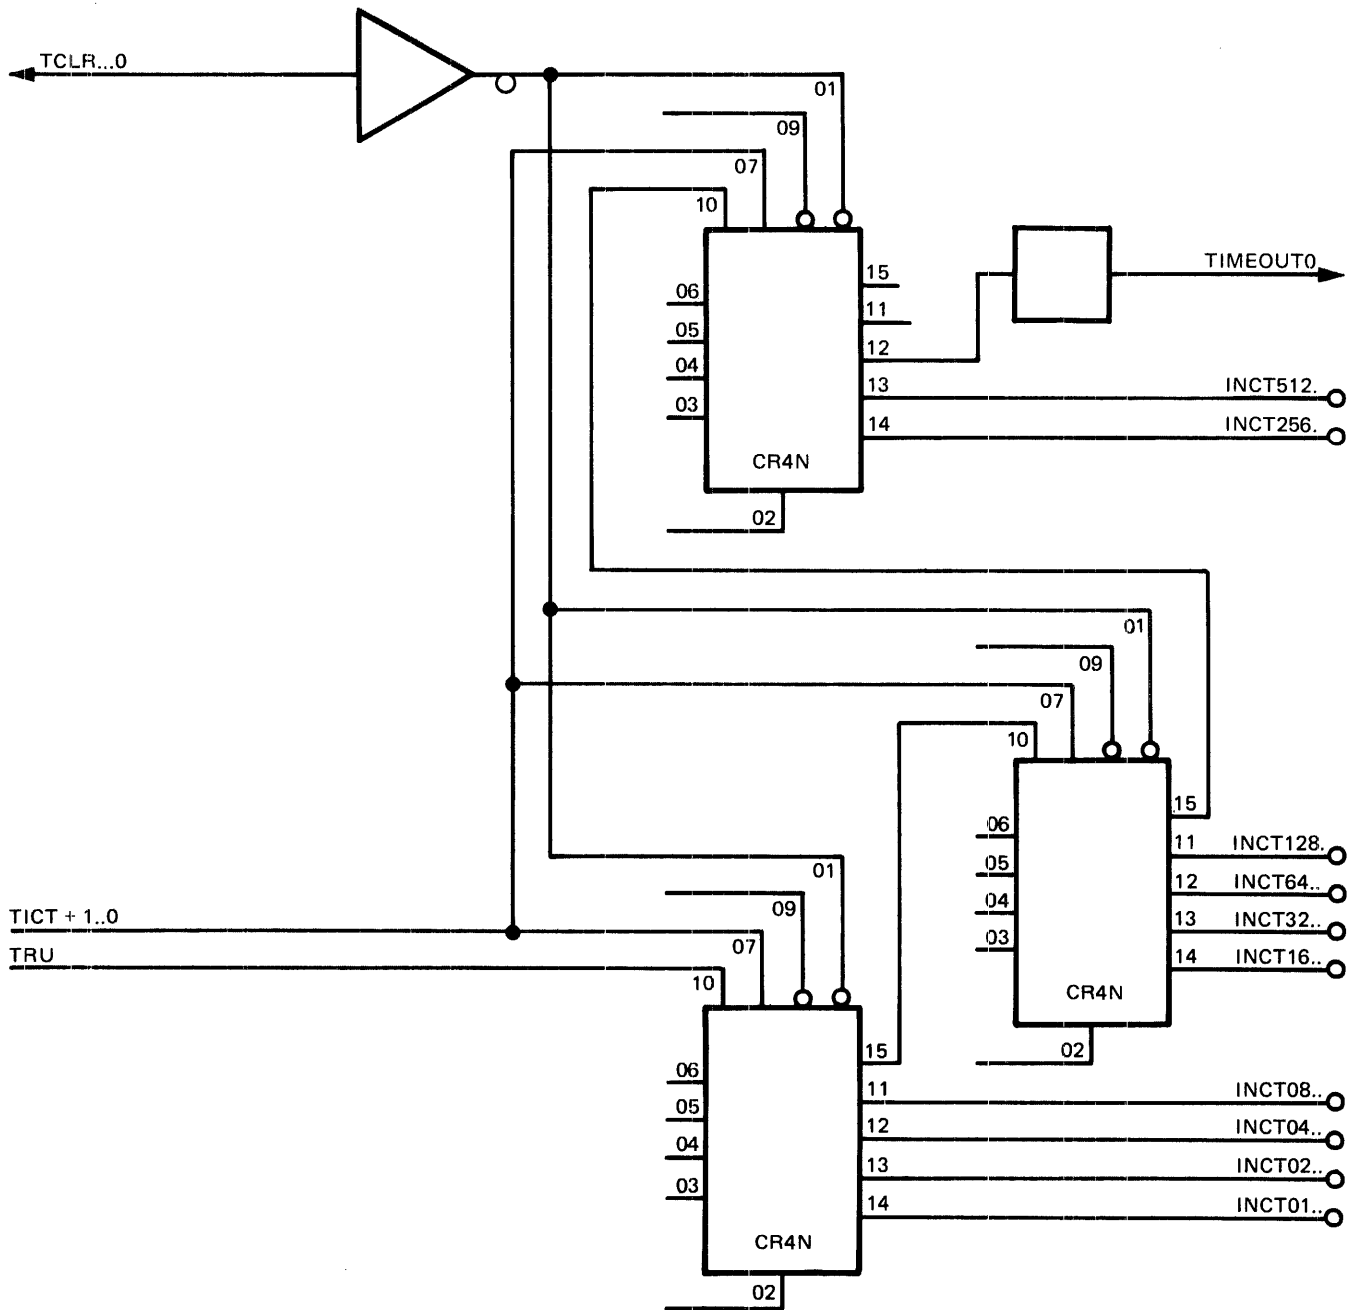 TCLR...0
01
09
07
10
15
TIMEOUT0
06
11
05
12
04
13
INCT512.
03
14
INCT256.
CR4N
02
01
09
07
10
15
06
11
INCT128.
05
12
INCT64..
04
13
INCT32..
03
14
INCT16..
CR4N
02
01
09
TICT + 1..0
07
TRU
10
15
06
11
INCT08..
05
12
INCT04..
04
13
INCT02..
03
14
INCT01..
CR4N
02